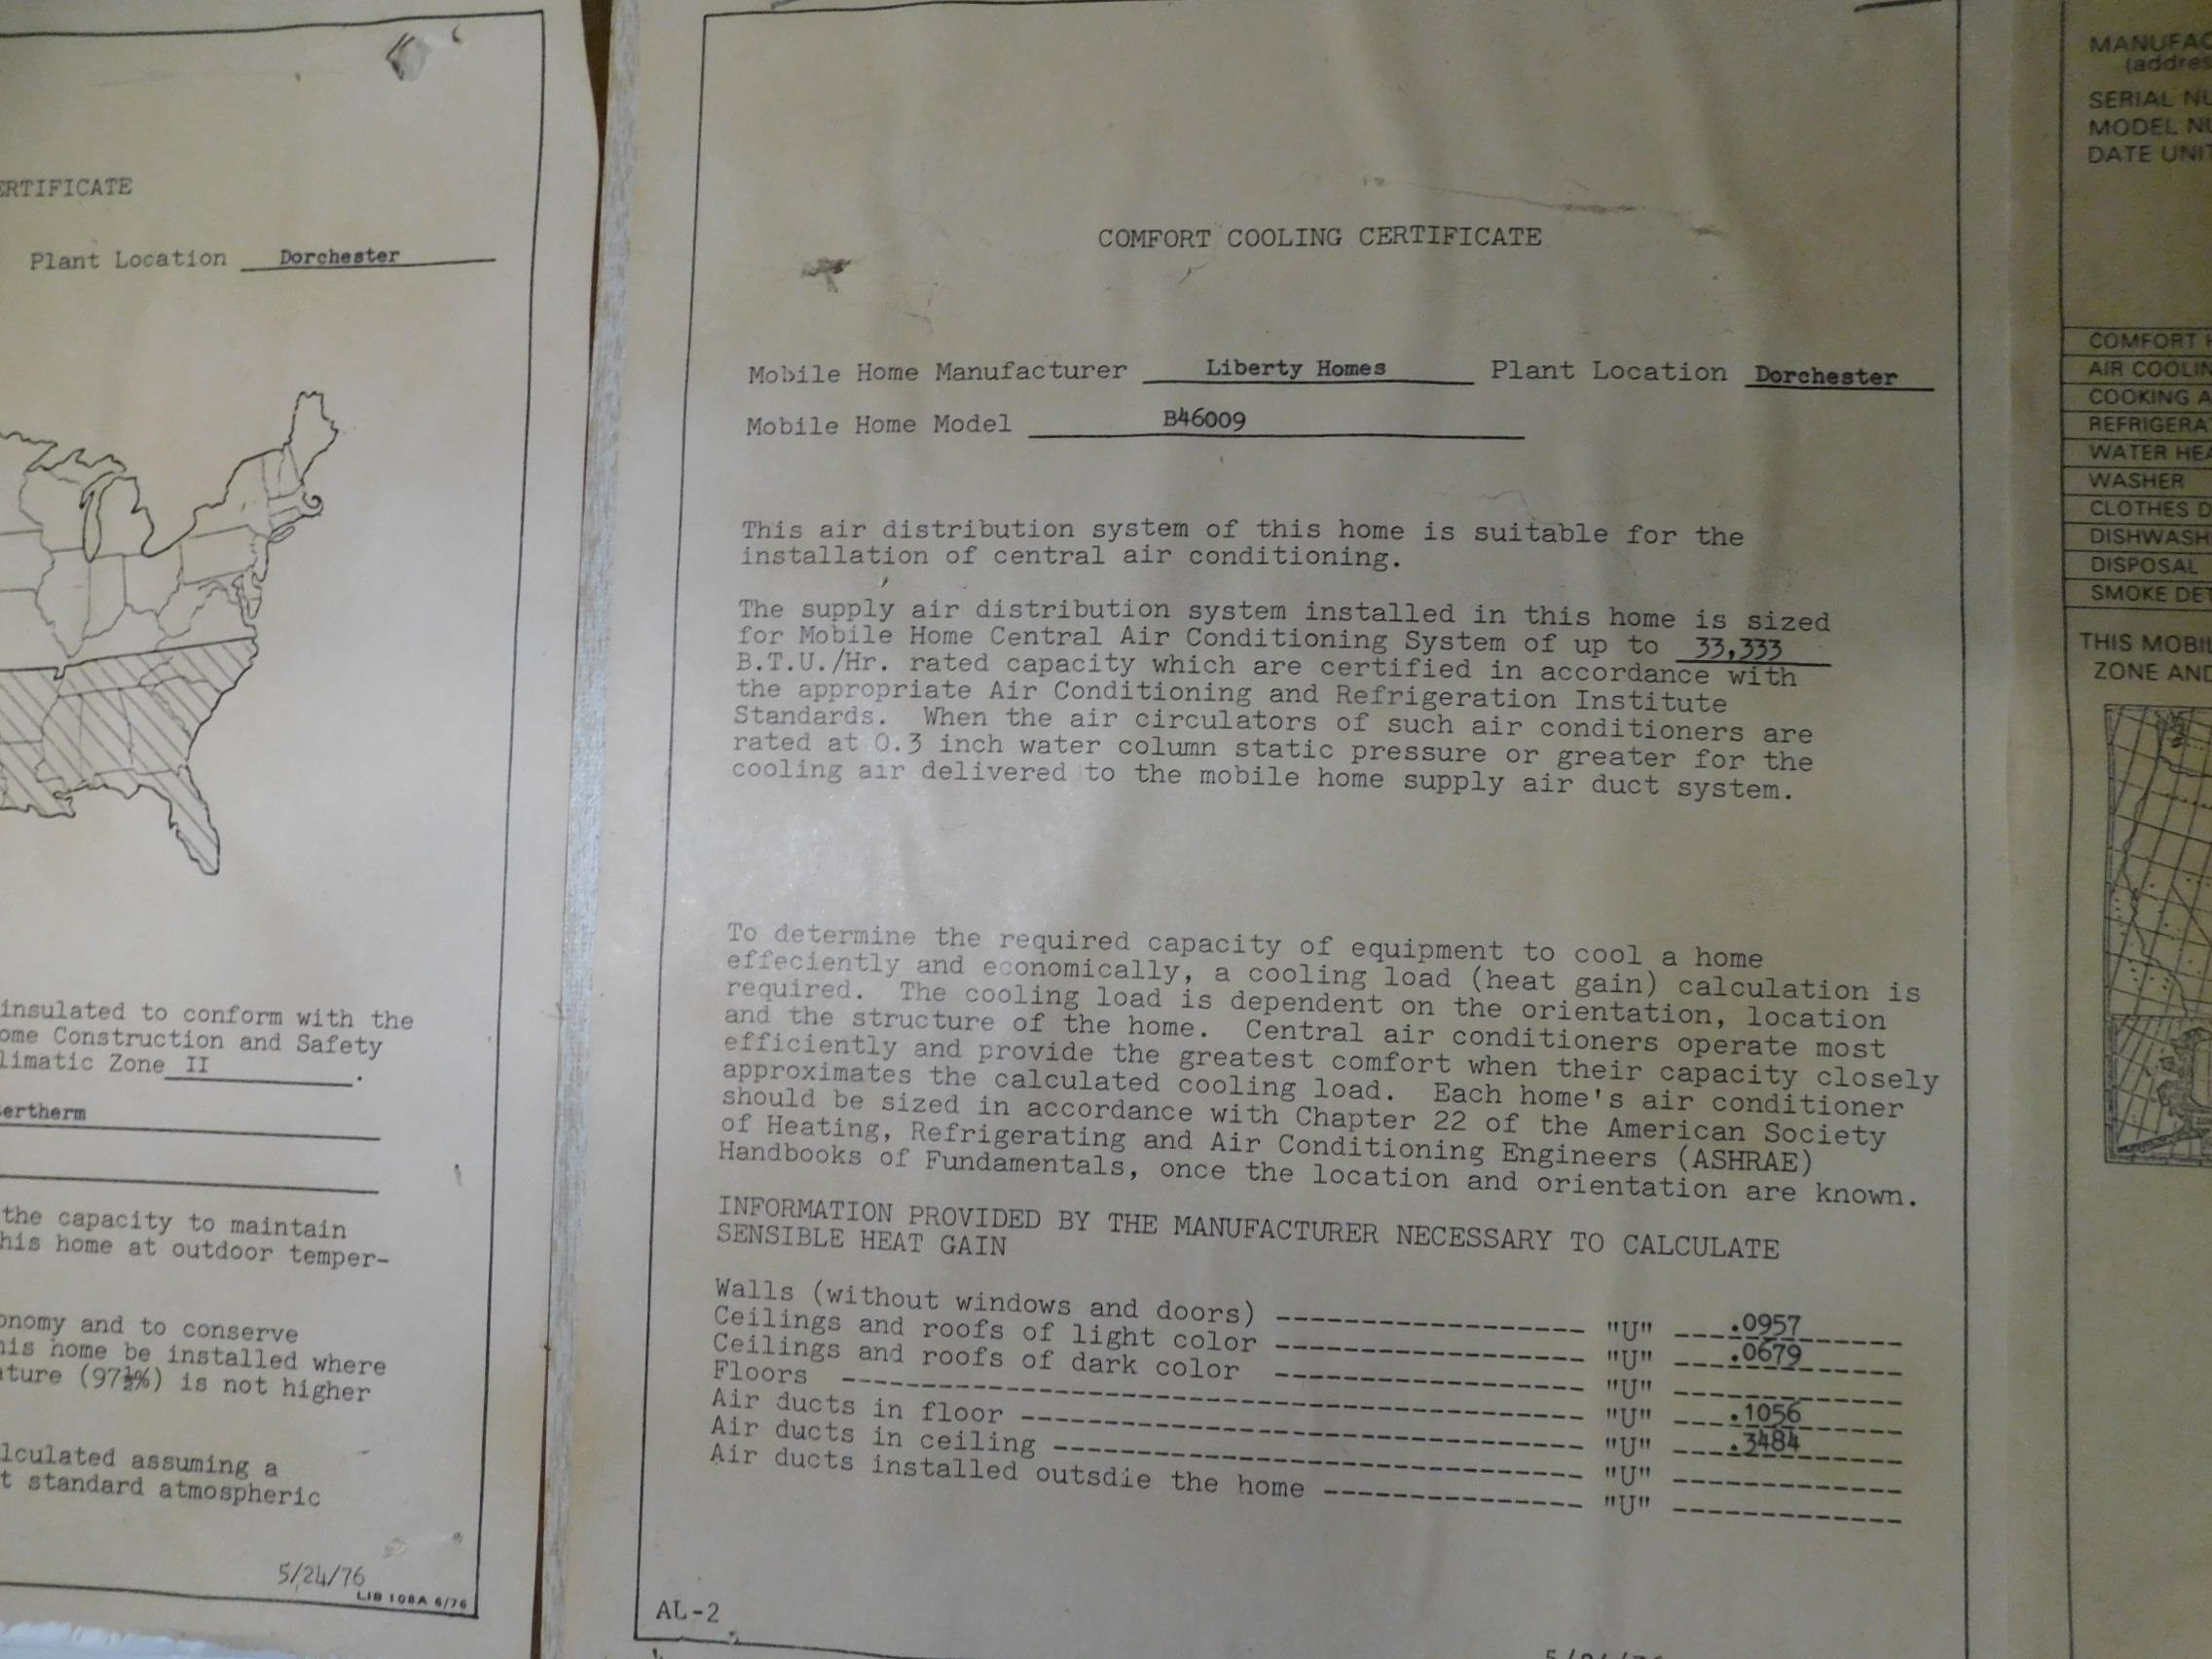 ERTIFICATE
Plant Location Dorchester
insulated to conform with the
ome Construction and Safety
limatic Zone II .
ertherm
the capacity to maintain
his home at outdoor temper-
onomy and to conserve
his home be installed where
ture (97½%) is not higher
lculated assuming a
t standard atmospheric
5/24/76
LIB 108A 6/76
COMFORT COOLING CERTIFICATE
Mobile Home Manufacturer Liberty Homes Plant Location Dorchester
Mobile Home Model B46009
This air distribution system of this home is suitable for the
installation of central air conditioning.
The supply air distribution system installed in this home is sized
for Mobile Home Central Air Conditioning System of up to 33,333
B.T.U./Hr. rated capacity which are certified in accordance with
the appropriate Air Conditioning and Refrigeration Institute
Standards. When the air circulators of such air conditioners are
rated at 0.3 inch water column static pressure or greater for the
cooling air delivered to the mobile home supply air duct system.
To determine the required capacity of equipment to cool a home
effeciently and economically, a cooling load (heat gain) calculation is
required. The cooling load is dependent on the orientation, location
and the structure of the home. Central air conditioners operate most
efficiently and provide the greatest comfort when their capacity closely
approximates the calculated cooling load. Each home's air conditioner
should be sized in accordance with Chapter 22 of the American Society
of Heating, Refrigerating and Air Conditioning Engineers (ASHRAE)
Handbooks of Fundamentals, once the location and orientation are known.
INFORMATION PROVIDED BY THE MANUFACTURER NECESSARY TO CALCULATE
SENSIBLE HEAT GAIN
Walls (without windows and doors) "U" .0957
Ceilings and roofs of light color "U" .0679
Ceilings and roofs of dark color "U"
Floors "U" .1056
Air ducts in floor "U" .3484
Air ducts in ceiling "U"
Air ducts installed outsdie the home "U"
AL-2
MANUFAC
(addres
SERIAL NU
MODEL NU
DATE UNIT
COMFORT H
AIR COOLIN
COOKING A
REFRIGERA
WATER HEA
WASHER
CLOTHES D
DISHWASH
DISPOSAL
SMOKE DET
THIS MOBIL
ZONE AND